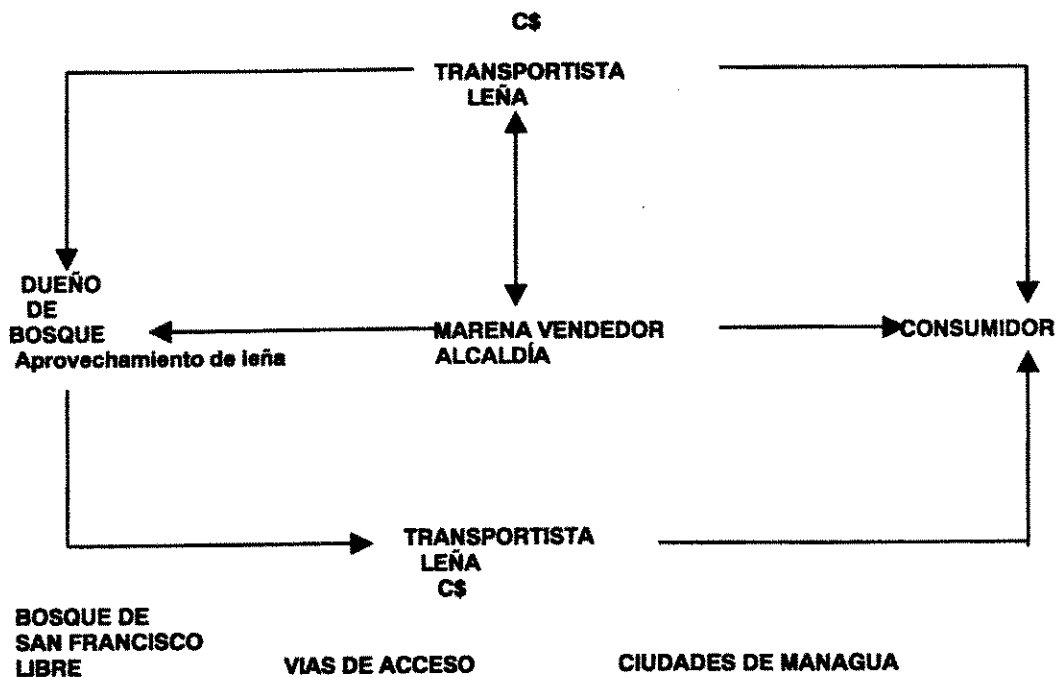 C$
TRANSPORTISTA
LEÑA
DUEÑO
DE
BOSQUE
Aprovechamiento de leña
MARENA VENDEDOR
ALCALDÍA
CONSUMIDOR
TRANSPORTISTA
LEÑA
C$
BOSQUE DE
SAN FRANCISCO
LIBRE
VIAS DE ACCESO
CIUDADES DE MANAGUA